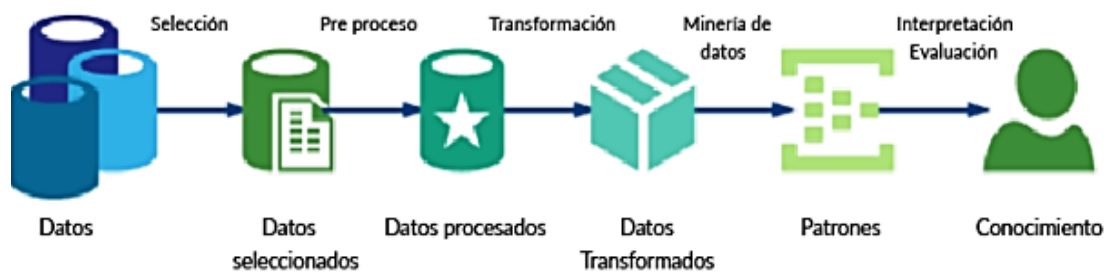 Selección
Pre proceso
Transformación
Minería de
datos
Interpretación
Evaluación
Datos
Datos
seleccionados
Datos procesados
Datos
Transformados
Patrones
Conocimiento